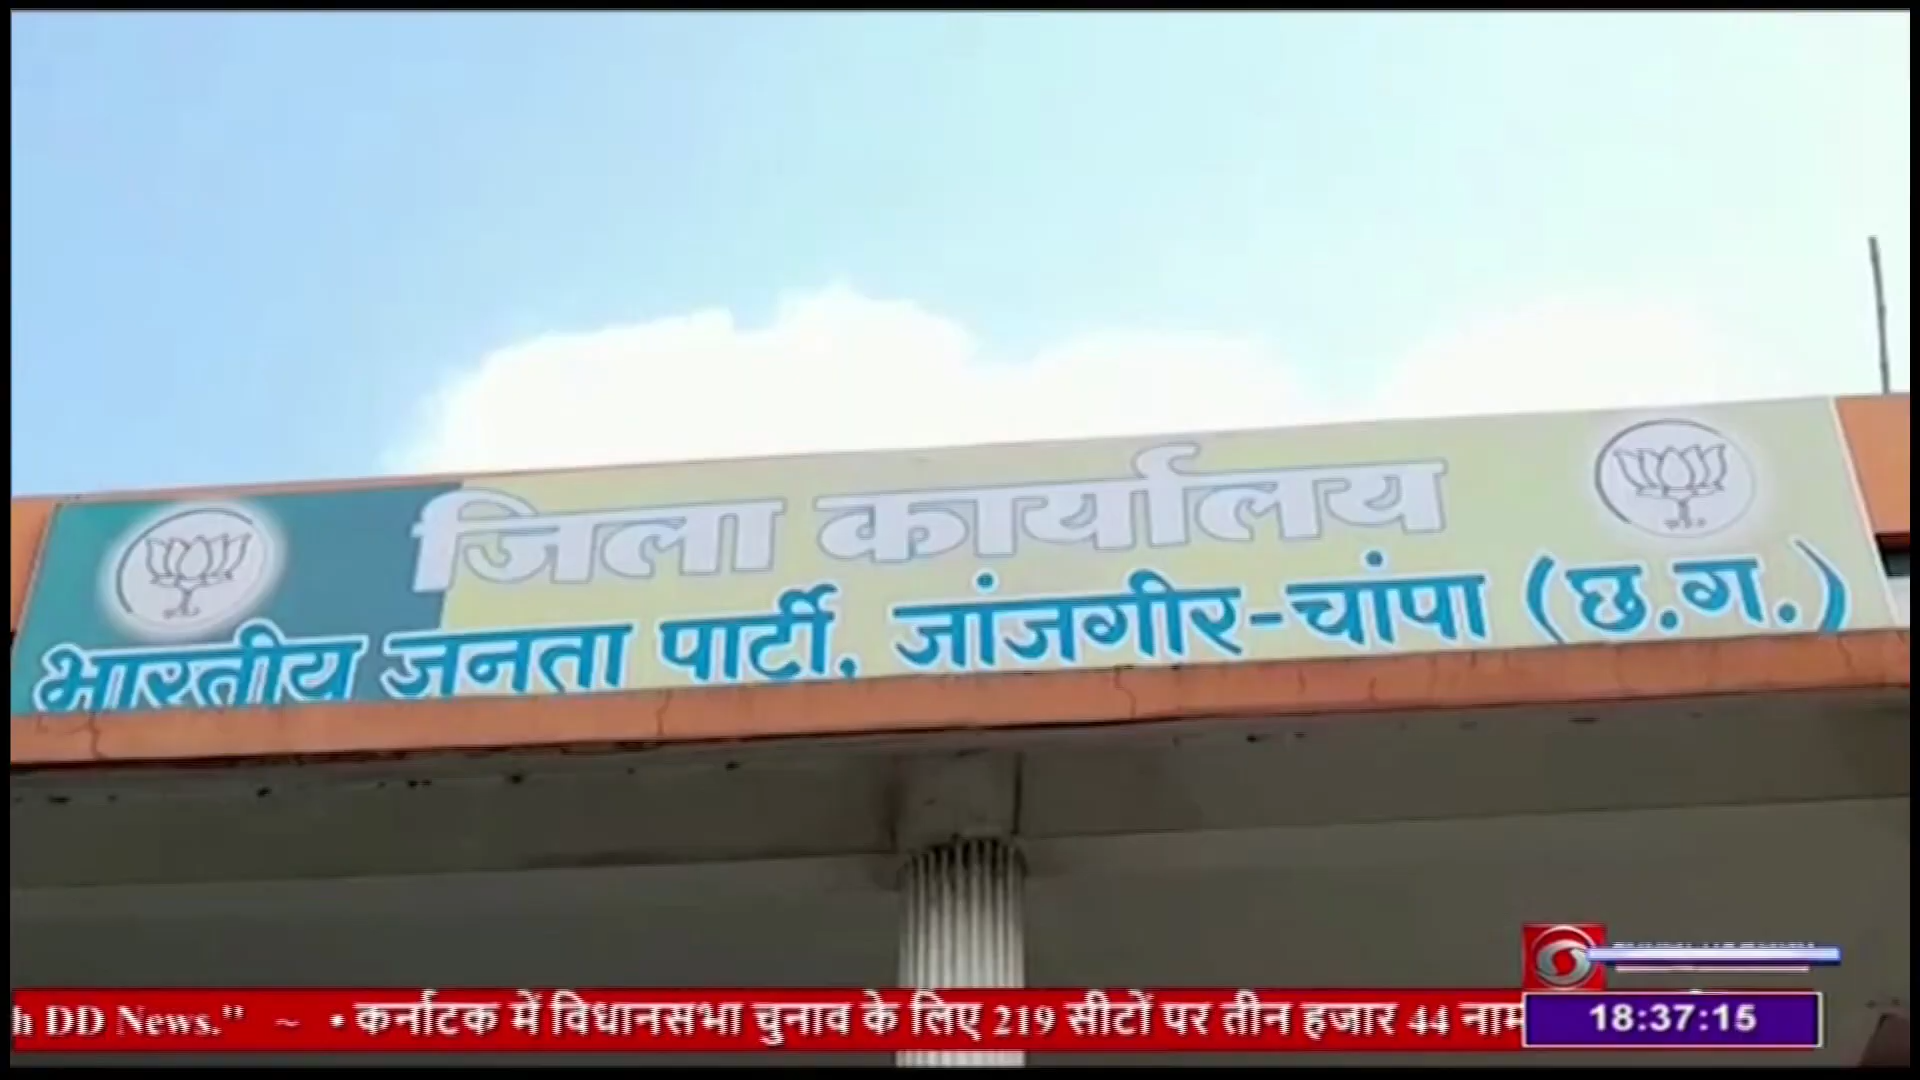 जिला कार्यालय
भारतीय जनता पार्टी, जांजगीर-चांपा (छ.ग.)
h DD News." ~ • कर्नाटक में विधानसभा चुनाव के लिए 219 सीटों पर तीन हजार 44 नाम
18:37:15